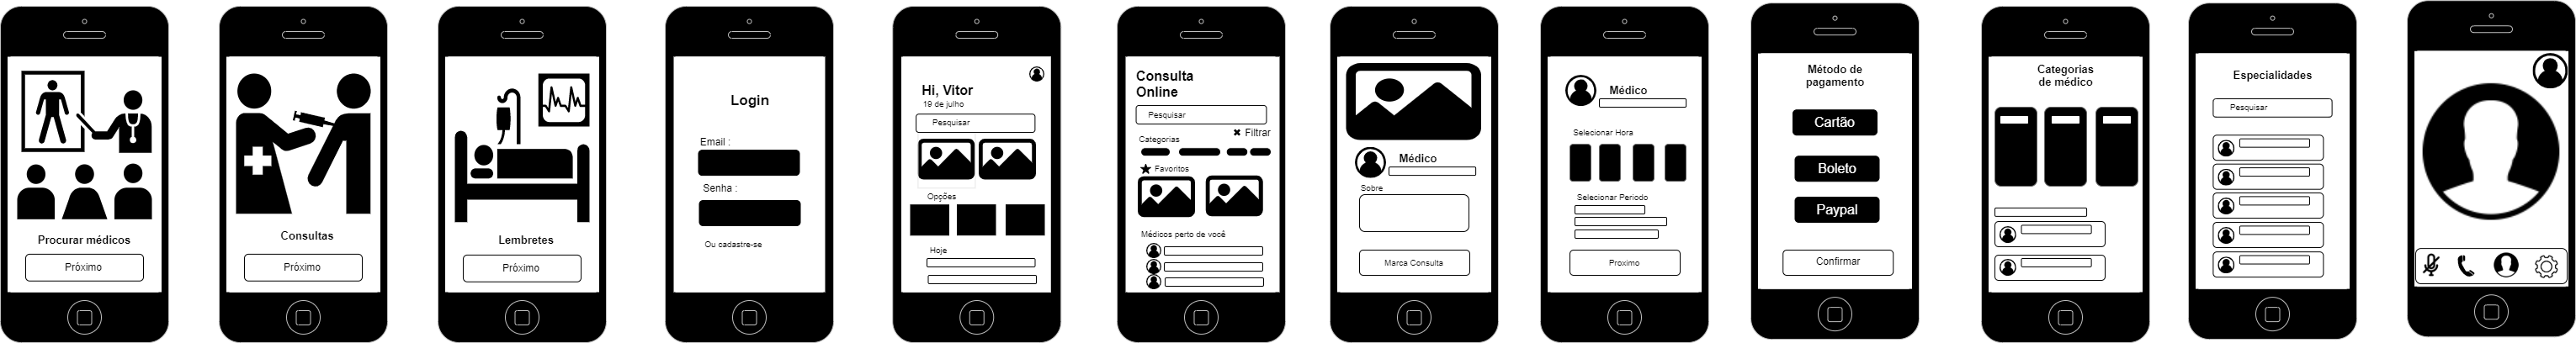 Procurar médicos
Próximo
Consultas
Próximo
Lembretes
Próximo
Login
Email :
Senha :
Ou cadastre-se
Hi, Vitor
19 de julho
Pesquisar
Opções
Hoje
Consulta
Online
Pesquisar
✖ Filtrar
Categorias
Favoritos
Médicos perto de você
Médico
Sobre
Marca Consulta
Médico
Selecionar Hora
Selecionar Periodo
Proximo
Método de
pagamento
Cartão
Boleto
Paypal
Confirmar
Categorias
de médico
Especialidades
Pesquisar